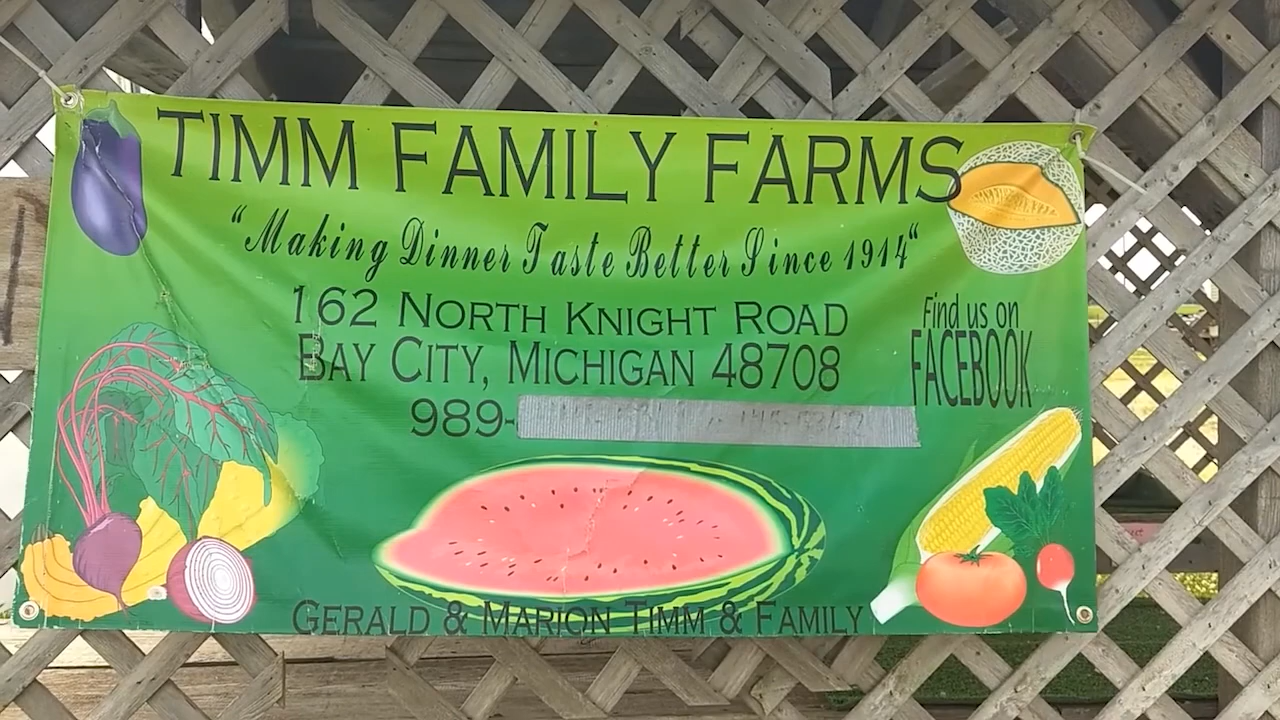 TIMM FAMILY FARMS
"Making Dinner Taste Better Since 1914"
162 NORTH KNIGHT ROAD
BAY CITY, MICHIGAN 48708
989-
Find us on
FACEBOOK
GERALD & MARION TIMM & FAMILY